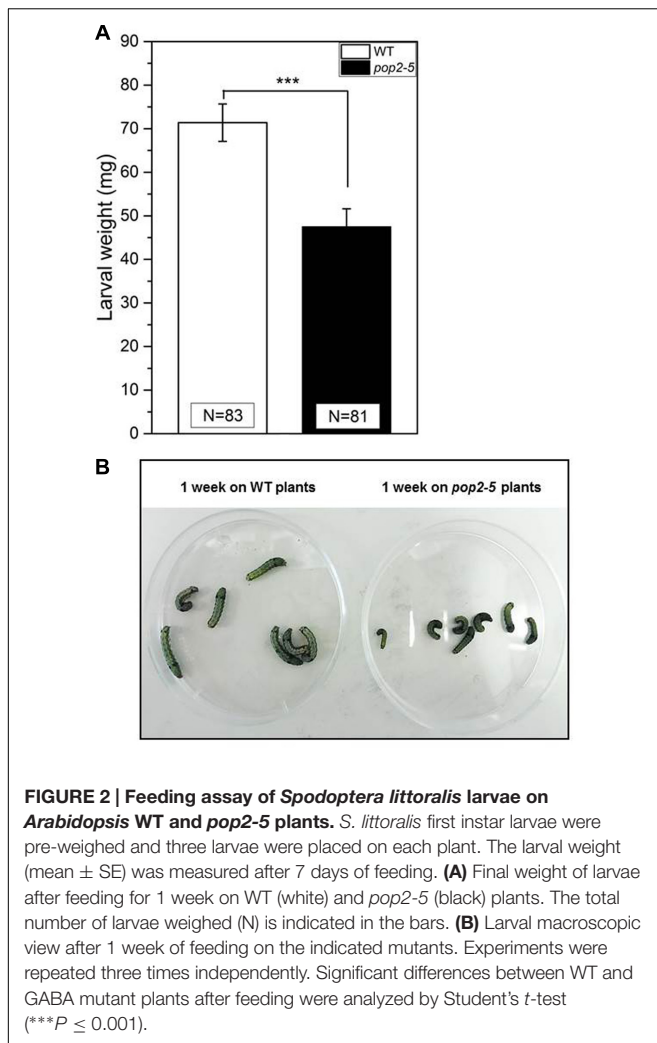 A
90
80
70
60
50
40
30
20
10
0
Larval weight (mg)
WT
pop2-5
***
N=83
N=81
B
1 week on WT plants
1 week on pop2-5 plants
FIGURE 2 | Feeding assay of Spodoptera littoralis larvae on
Arabidopsis WT and pop2-5 plants. S. littoralis first instar larvae were
pre-weighed and three larvae were placed on each plant. The larval weight
(mean ± SE) was measured after 7 days of feeding. (A) Final weight of larvae
after feeding for 1 week on WT (white) and pop2-5 (black) plants. The total
number of larvae weighed (N) is indicated in the bars. (B) Larval macroscopic
view after 1 week of feeding on the indicated mutants. Experiments were
repeated three times independently. Significant differences between WT and
GABA mutant plants after feeding were analyzed by Student's t-test
(***P ≤ 0.001).